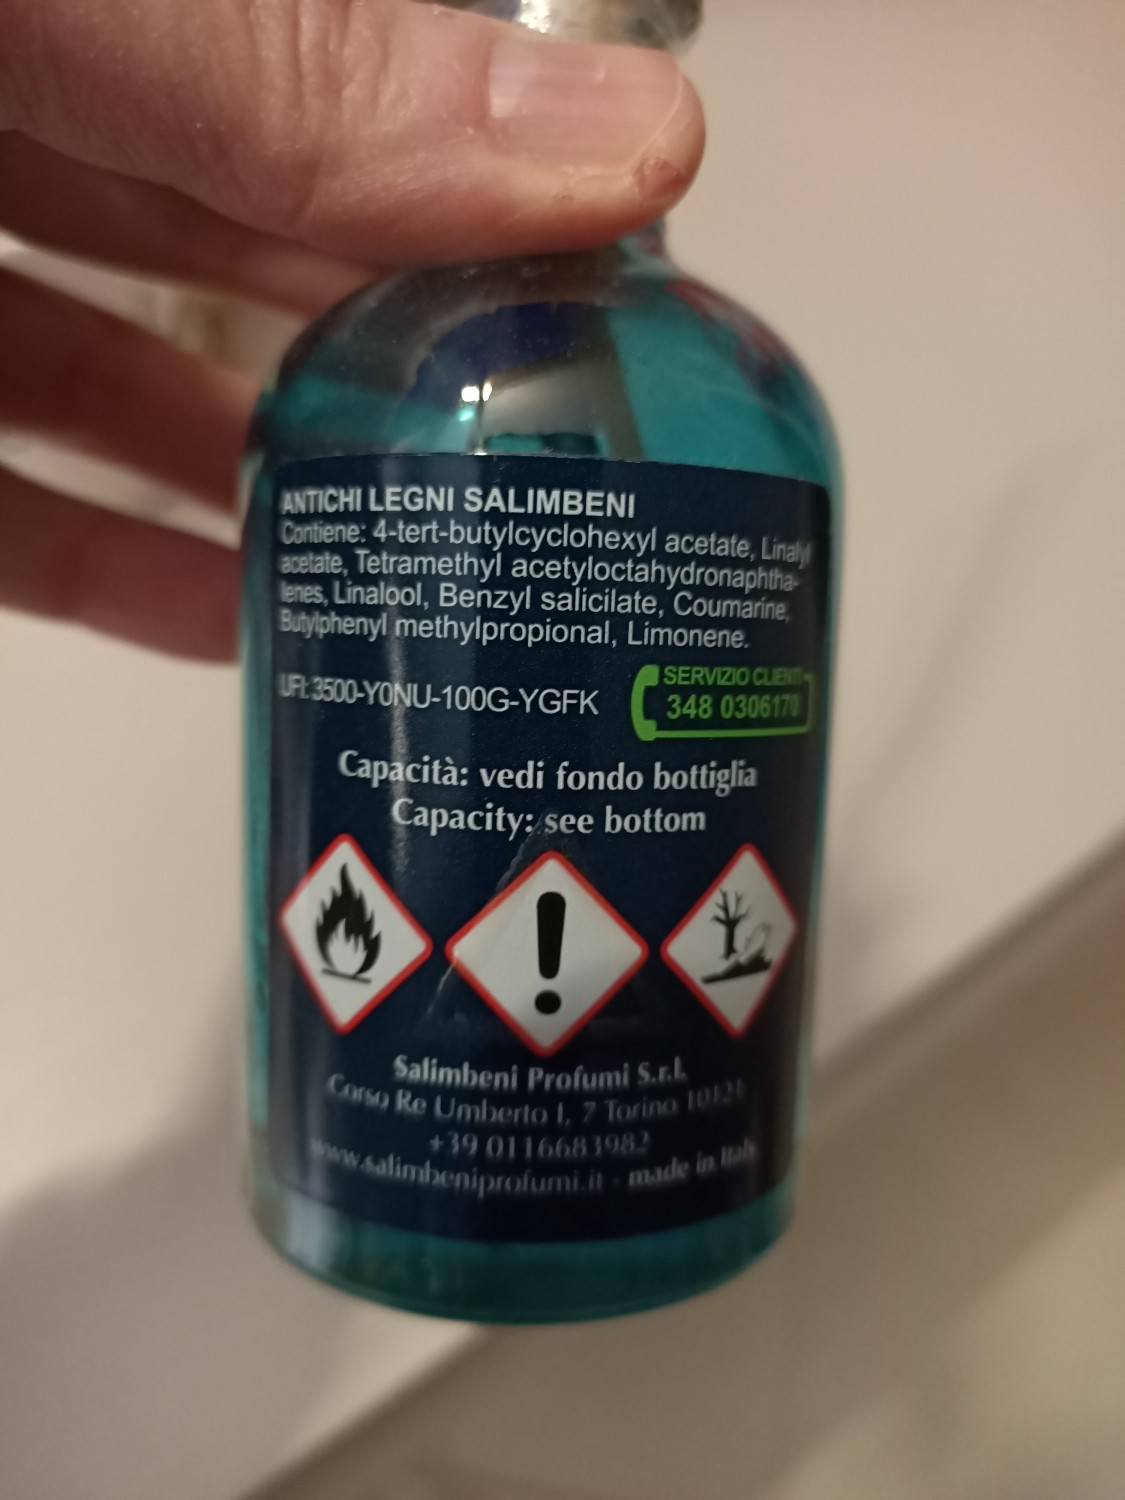 ANTICHI LEGNI SALIMBENI
Contiene: 4-tert-butylcyclohexyl acetate, Linalyl
acetate, Tetramethyl acetyloctahydronaphtha-
lenes, Linalool, Benzyl salicilate, Coumarine,
Butylphenyl methylpropional, Limonene.
UFI: 3500-Y0NU-100G-YGFK
SERVIZIO CLIENTI
348 0306170
Capacità: vedi fondo bottiglia
Capacity: see bottom
Salimbeni Profumi S.r.l.
Corso Re Umberto I, 7 Torino 10121
+39 0116683982
www.salimbeniprofumi.it - made in Italy